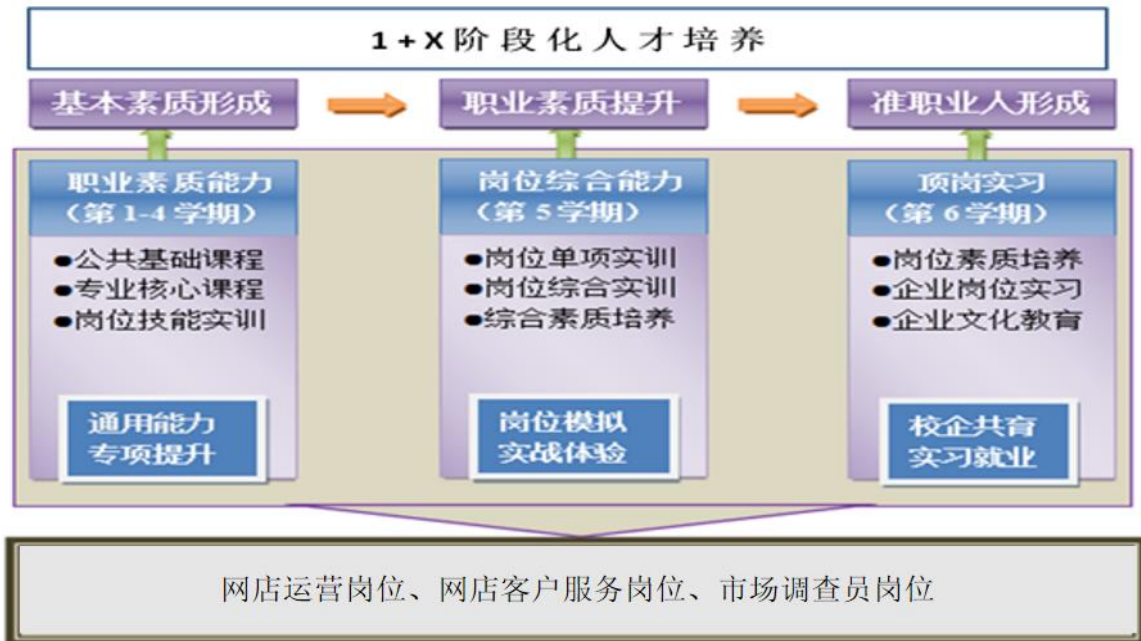 1 + X 阶 段 化 人 才 培 养
基本素质形成
职业素质提升
准职业人形成
职业素质能力
（第 1-4 学期）
●公共基础课程
●专业核心课程
●岗位技能实训
通用能力
专项提升
岗位综合能力
（第 5 学期）
●岗位单项实训
●岗位综合实训
●综合素质培养
岗位模拟
实战体验
顶岗实习
（第 6 学期）
●岗位素质培养
●企业岗位实习
●企业文化教育
校企共育
实习就业
网店运营岗位、网店客户服务岗位、市场调查员岗位